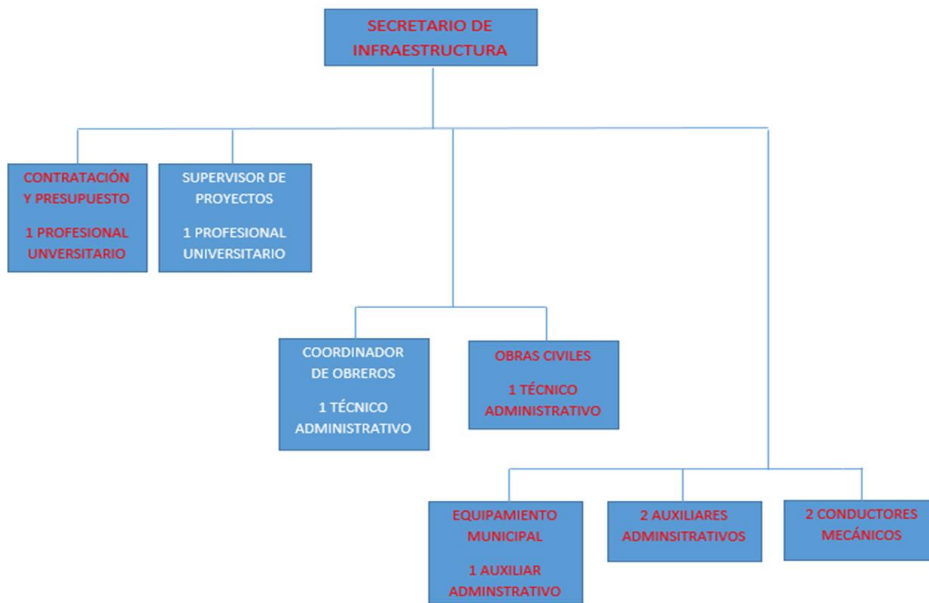 SECRETARIO DE
INFRAESTRUCTURA
CONTRATACIÓN
Y PRESUPUESTO
1 PROFESIONAL
UNVERSITARIO
SUPERVISOR DE
PROYECTOS
1 PROFESIONAL
UNIVERSITARIO
COORDINADOR
DE OBREROS
1 TÉCNICO
ADMINISTRATIVO
OBRAS CIVILES
1 TÉCNICO
ADMINISTRATIVO
EQUIPAMIENTO
MUNICIPAL
1 AUXILIAR
ADMINSTRATIVO
2 AUXILIARES
ADMINSITRATIVOS
2 CONDUCTORES
MECÁNICOS